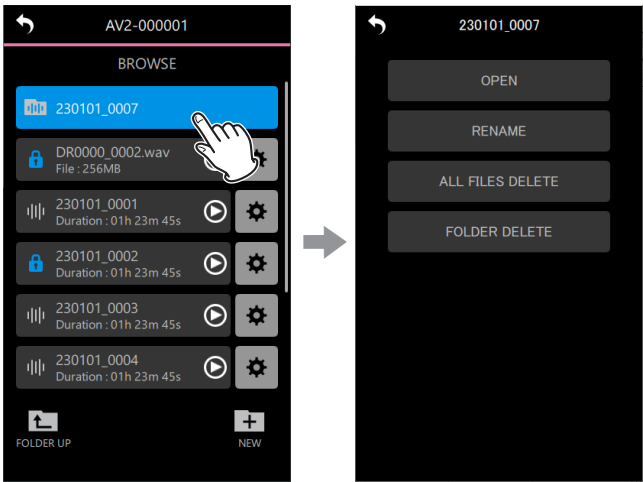 AV2-000001
BROWSE
230101_0007
DR0000_0002.wav
File : 256MB
230101_0001
Duration : 01h 23m 45s
230101_0002
Duration : 01h 23m 45s
230101_0003
Duration : 01h 23m 45s
230101_0004
Duration : 01h 23m 45s
FOLDER UP
NEW
230101_0007
OPEN
RENAME
ALL FILES DELETE
FOLDER DELETE